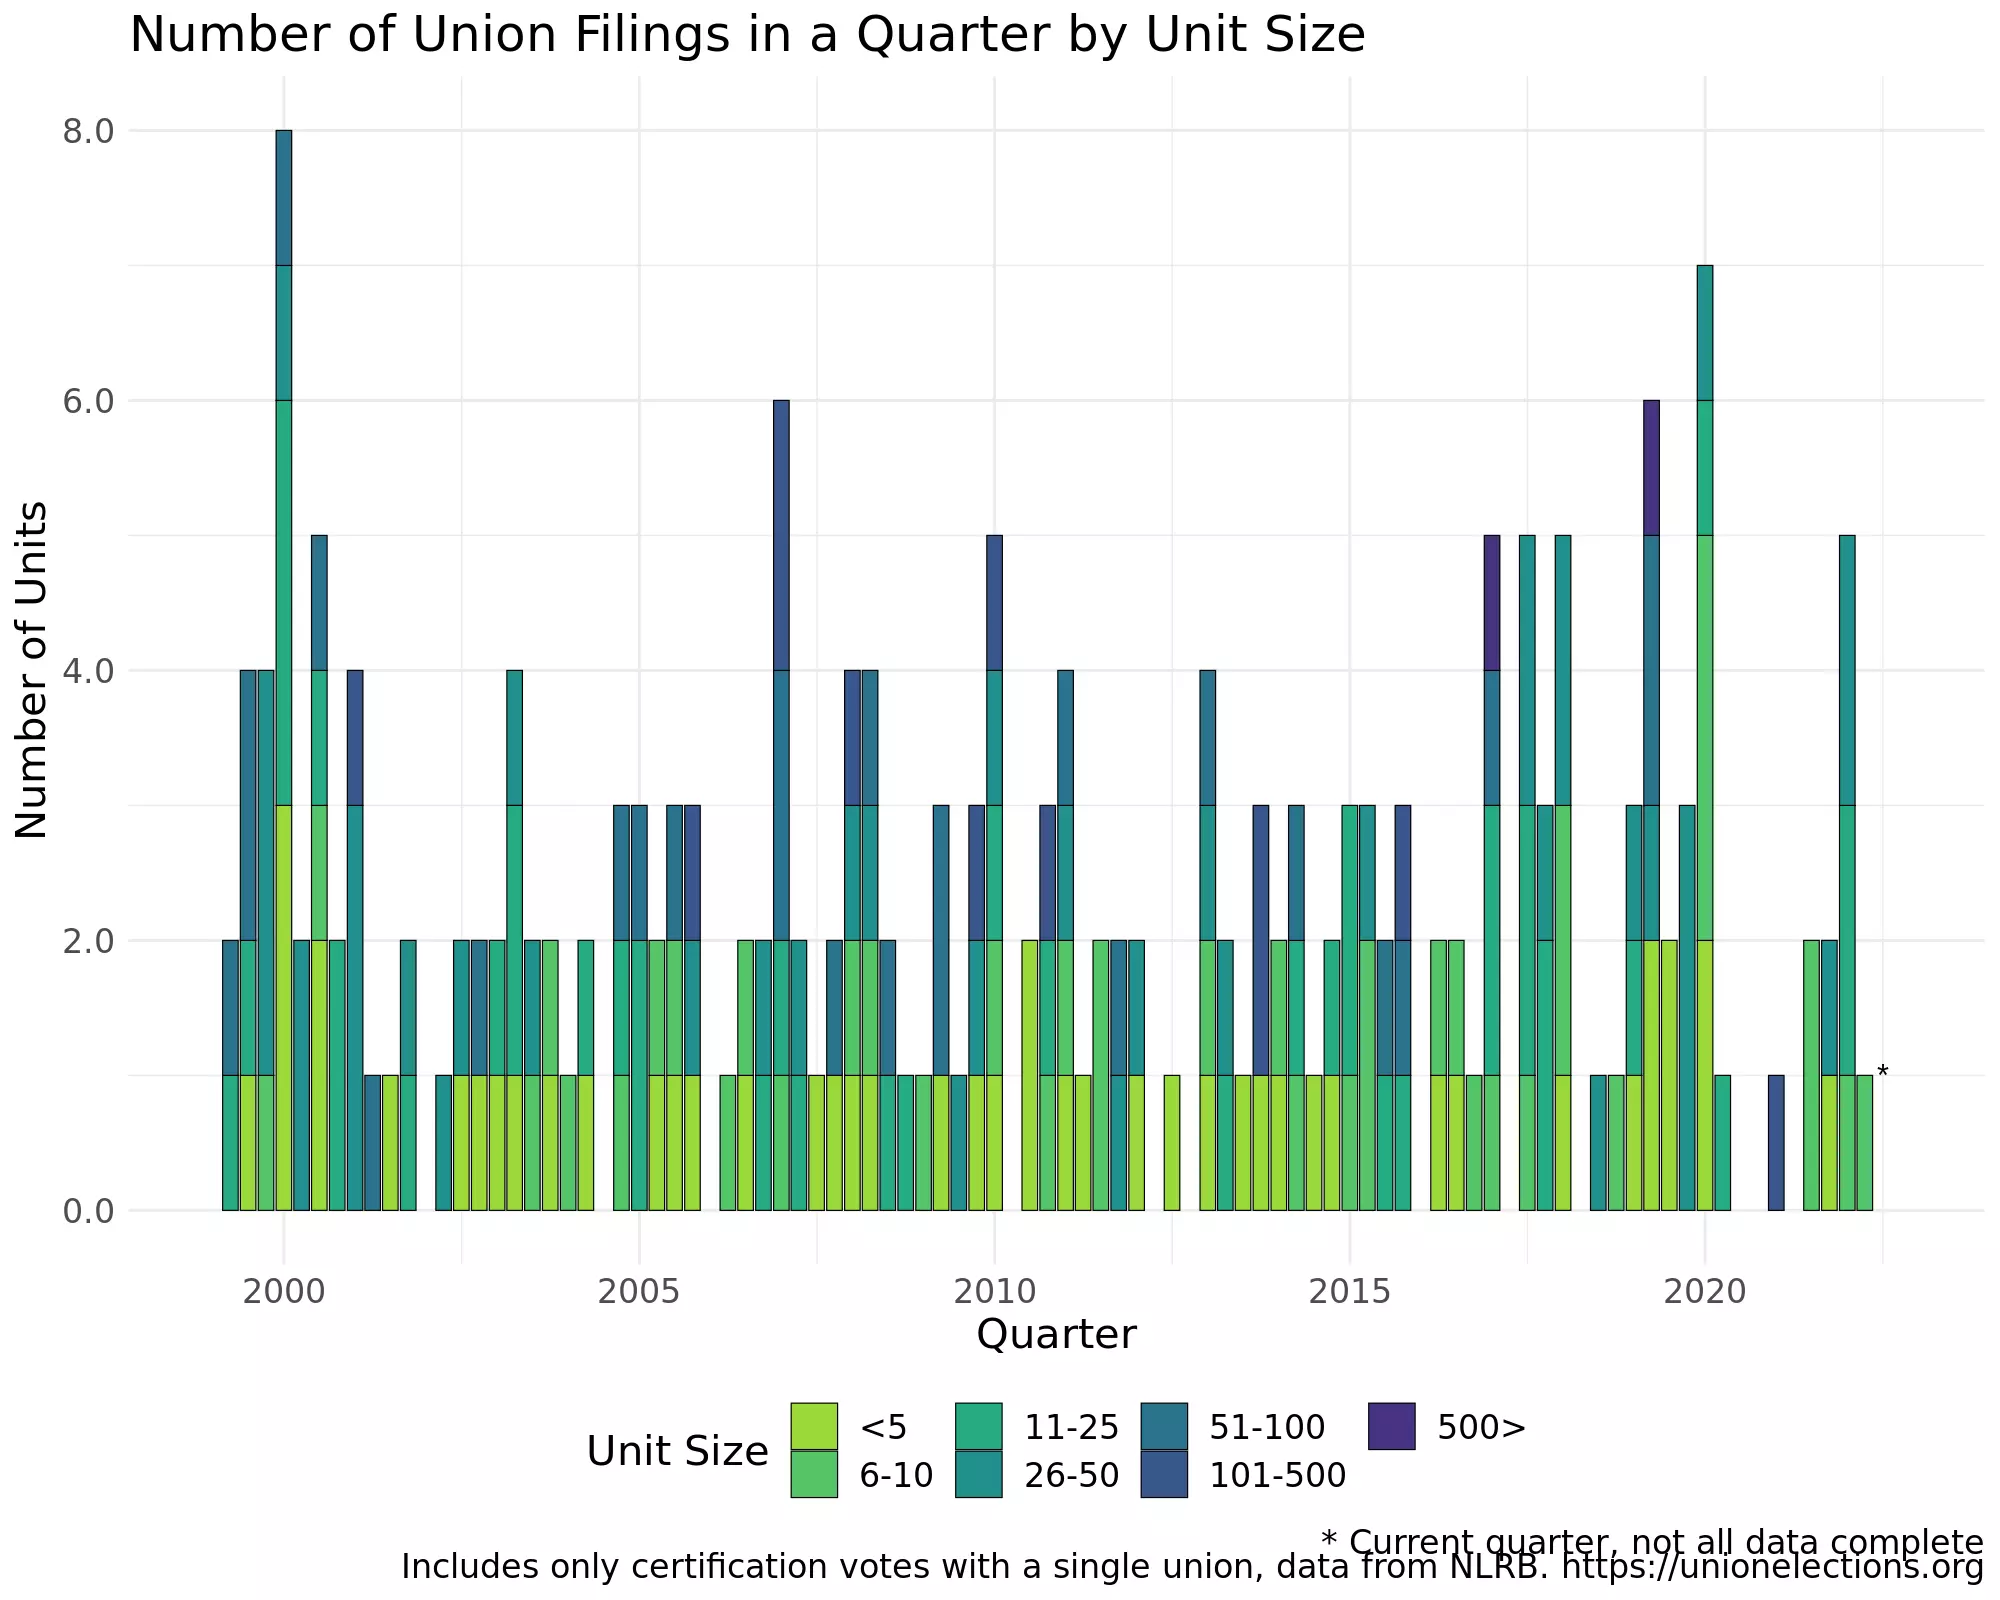 Number of Union Filings in a Quarter by Unit Size
Number of Units
8.0
6.0
4.0
2.0
0.0
*
2000 2005 2010 2015 2020
Quarter
Unit Size
<5 11-25 51-100 500>
6-10 26-50 101-500
* Current quarter, not all data complete
Includes only certification votes with a single union, data from NLRB. https://unionelections.org